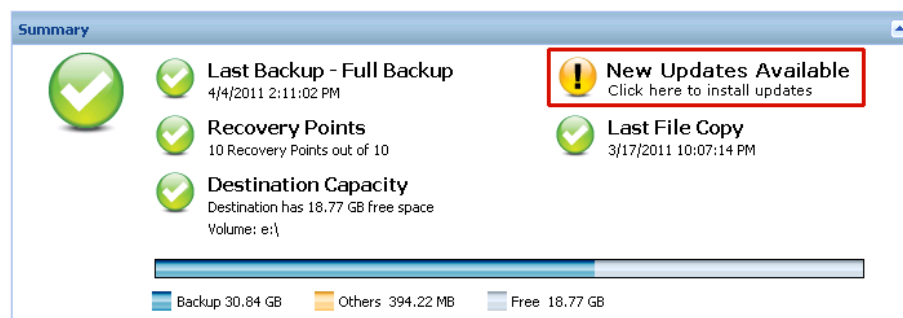 Summary
Last Backup - Full Backup
4/4/2011 2:11:02 PM
New Updates Available
Click here to install updates
Recovery Points
10 Recovery Points out of 10
Last File Copy
3/17/2011 10:07:14 PM
Destination Capacity
Destination has 18.77 GB free space
Volume: e:\
Backup 30.84 GB Others 394.22 MB Free 18.77 GB